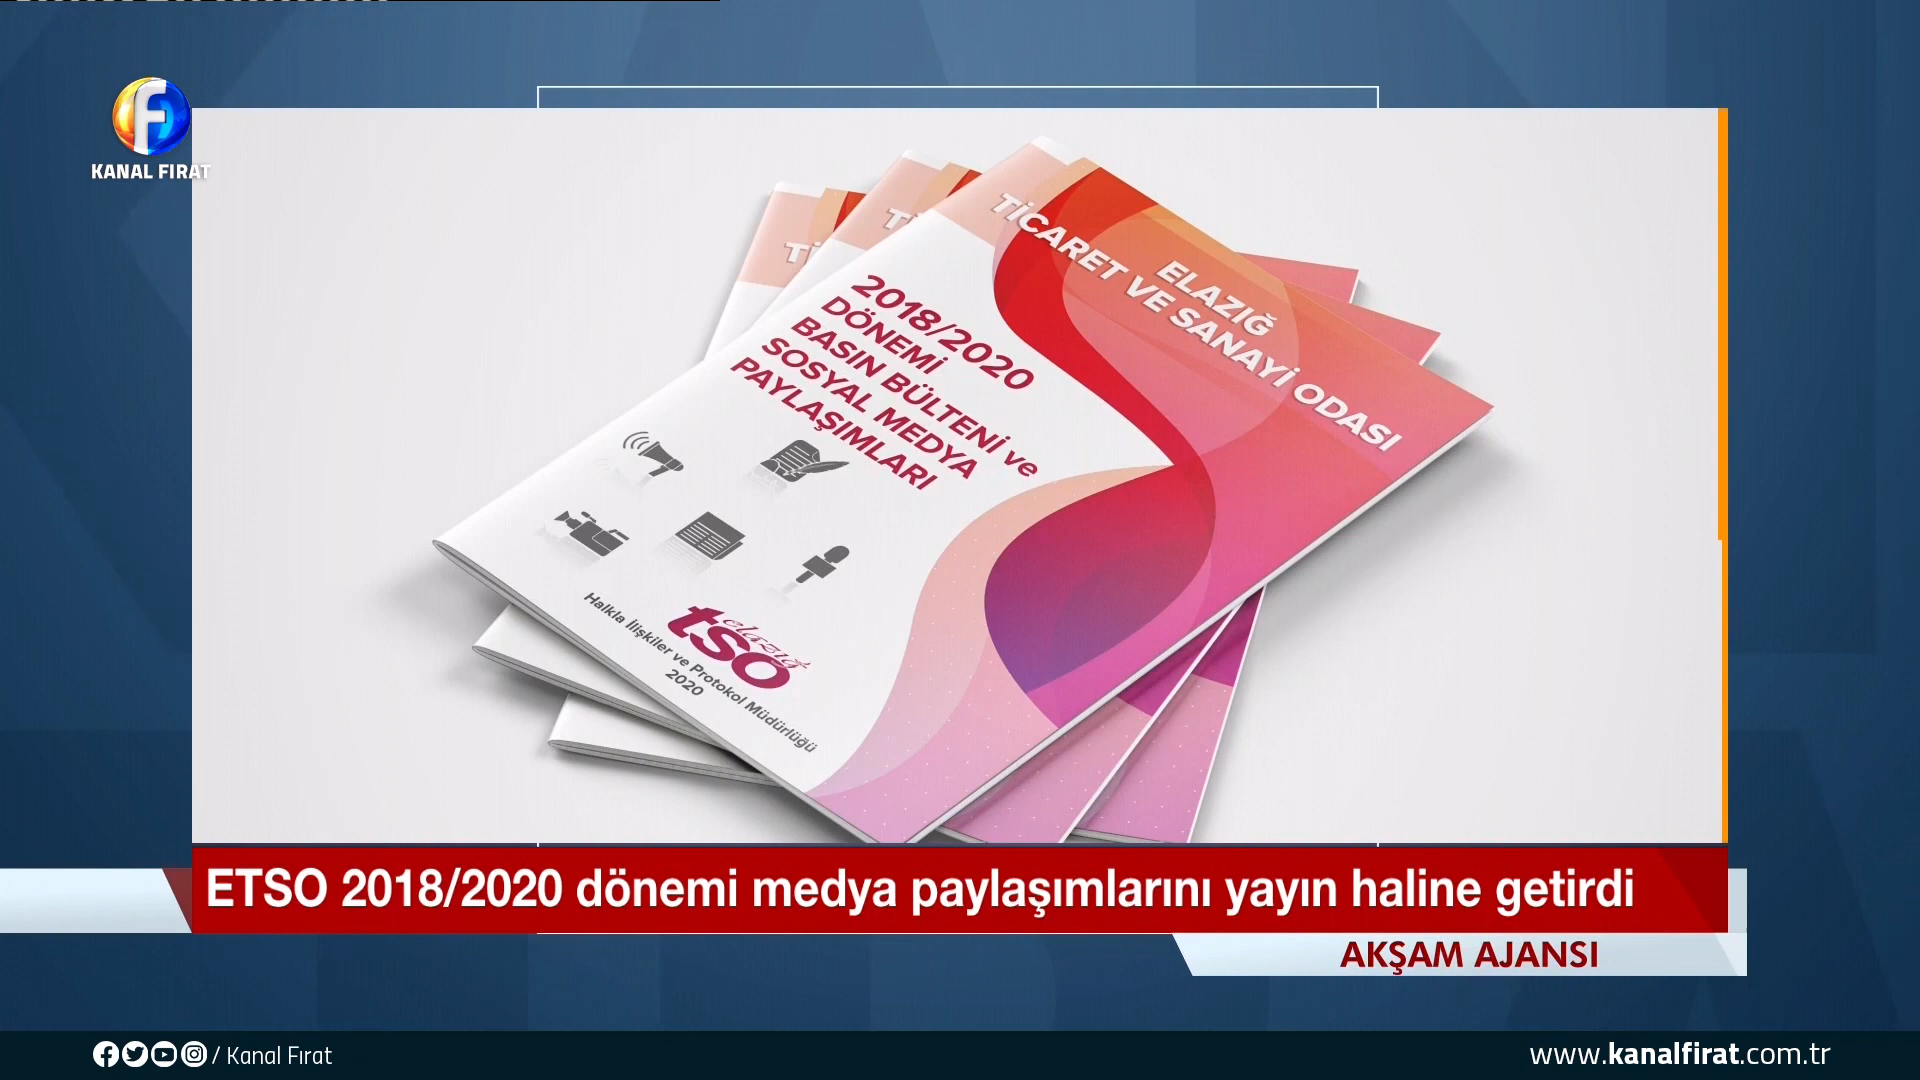 KANAL FIRAT
ELAZIĞ
TİCARET VE SANAYİ ODASI
Tİ
Tİ
2018/2020
DÖNEMİ
BASIN BÜLTENİ ve
SOSYAL MEDYA
PAYLAŞIMLARI
elazığ
tso
Halkla İlişkiler ve Protokol Müdürlüğü
2020
ETSO 2018/2020 dönemi medya paylaşımlarını yayın haline getirdi
AKŞAM AJANSI
/ Kanal Fırat
www.kanalfirat.com.tr